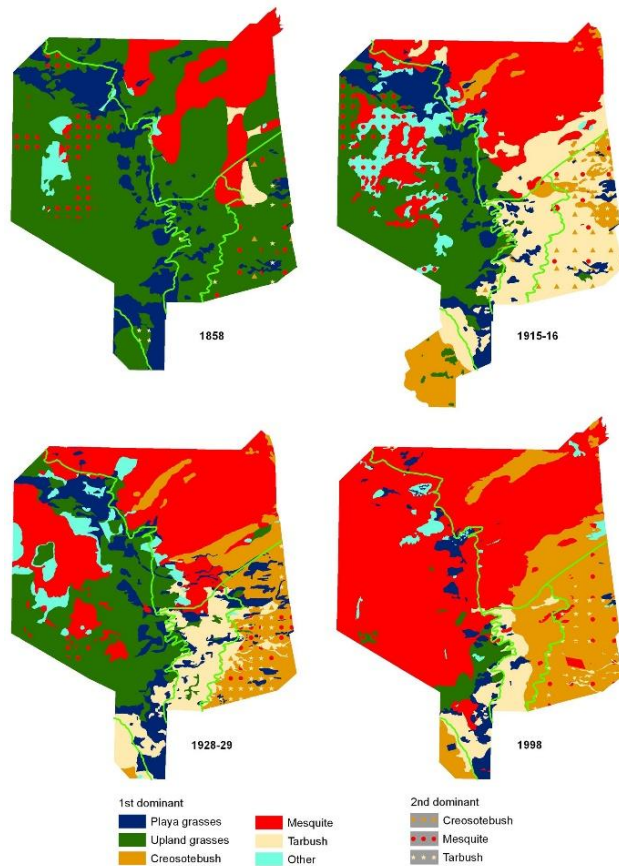 1858
1915-16
1928-29
1998
1st dominant
Playa grasses
Upland grasses
Creosotebush
Mesquite
Tarbush
Other
2nd dominant
Creosotebush
Mesquite
Tarbush